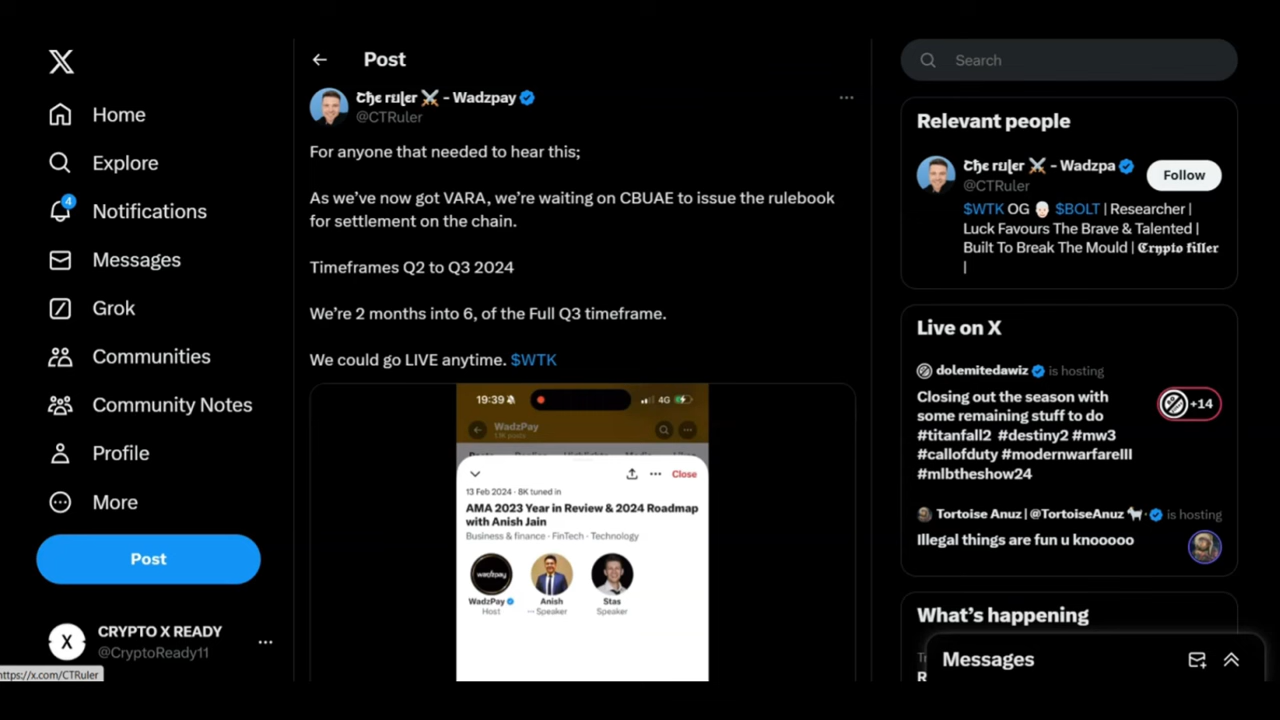 Home
Explore
4
Notifications
Messages
Grok
Communities
Community Notes
Profile
More
Post
CRYPTO X READY
@CryptoReady11
https://x.com/CTRuler
Post
- Wadzpay
@CTRuler
For anyone that needed to hear this;
As we’ve now got VARA, we’re waiting on CBUAE to issue the rulebook
for settlement on the chain.
Timeframes Q2 to Q3 2024
We’re 2 months into 6, of the Full Q3 timeframe.
We could go LIVE anytime. $WTK
19:39
4G
WadzPay
Close
13 Feb 2024 · 8K tuned in
AMA 2023 Year in Review & 2024 Roadmap
with Anish Jain
Business & finance · FinTech · Technology
wadzpay
WadzPay Anish Stas
Host Speaker Speaker
Search
Relevant people
- Wadzpa
@CTRuler
Follow
$WTK OG $BOLT | Researcher |
Luck Favours The Brave & Talented |
Built To Break The Mould | 𝕮𝖗𝖞𝖕𝖙𝖔 𝖋𝖎𝖑𝖑𝖊𝖗
|
Live on X
dolemitedawiz is hosting
Closing out the season with
some remaining stuff to do
#titanfall2 #destiny2 #mw3
#callofduty #modernwarfareIII
#mlbtheshow24
+14
Tortoise Anuz | @TortoiseAnuz · is hosting
Illegal things are fun u knooooo
What’s happening
Messages